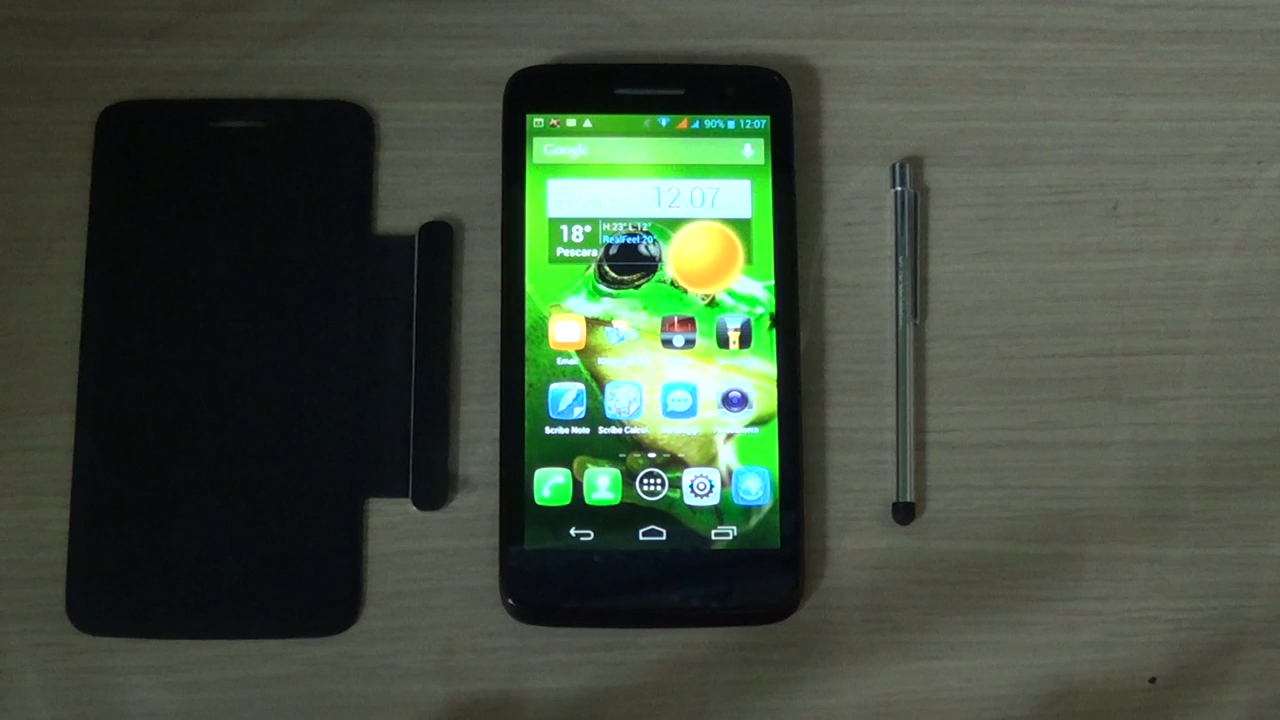 90% 12:07
Google
12:07
18° H:23° L:12°
RealFeel:20°
Pescara
Email
Scribe Note Scribe Calcul